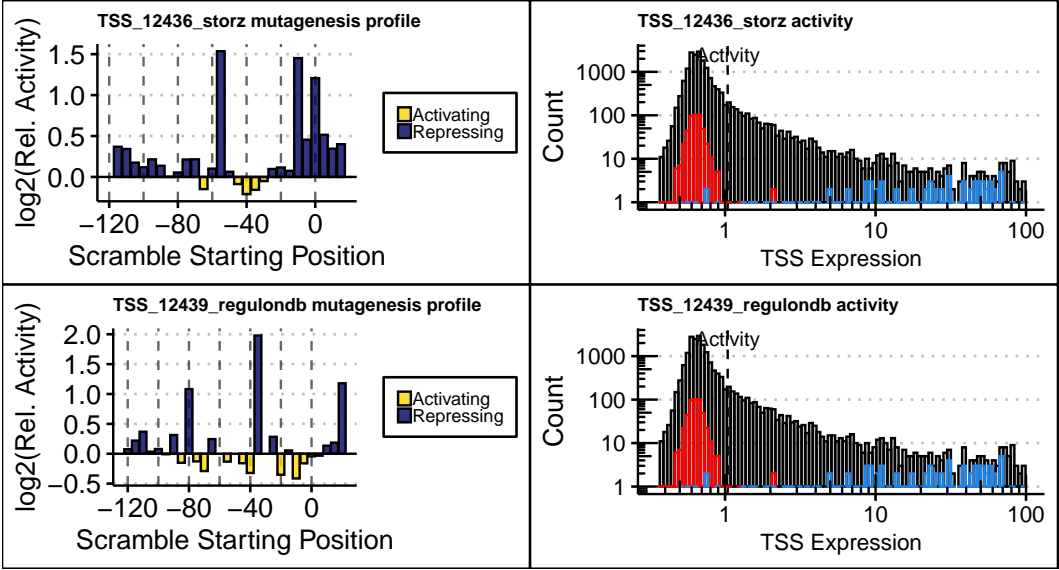 TSS_12436_storz mutagenesis profile
log2(Rel. Activity)
1.5
1.0
0.5
0.0
−120 −80 −40 0
Scramble Starting Position
Activating
Repressing
TSS_12436_storz activity
Activity
Count
1000
100
10
1
1 10 100
TSS Expression
TSS_12439_regulondb mutagenesis profile
log2(Rel. Activity)
2.0
1.5
1.0
0.5
0.0
−0.5
−120 −80 −40 0
Scramble Starting Position
Activating
Repressing
TSS_12439_regulondb activity
Activity
Count
1000
100
10
1
1 10 100
TSS Expression